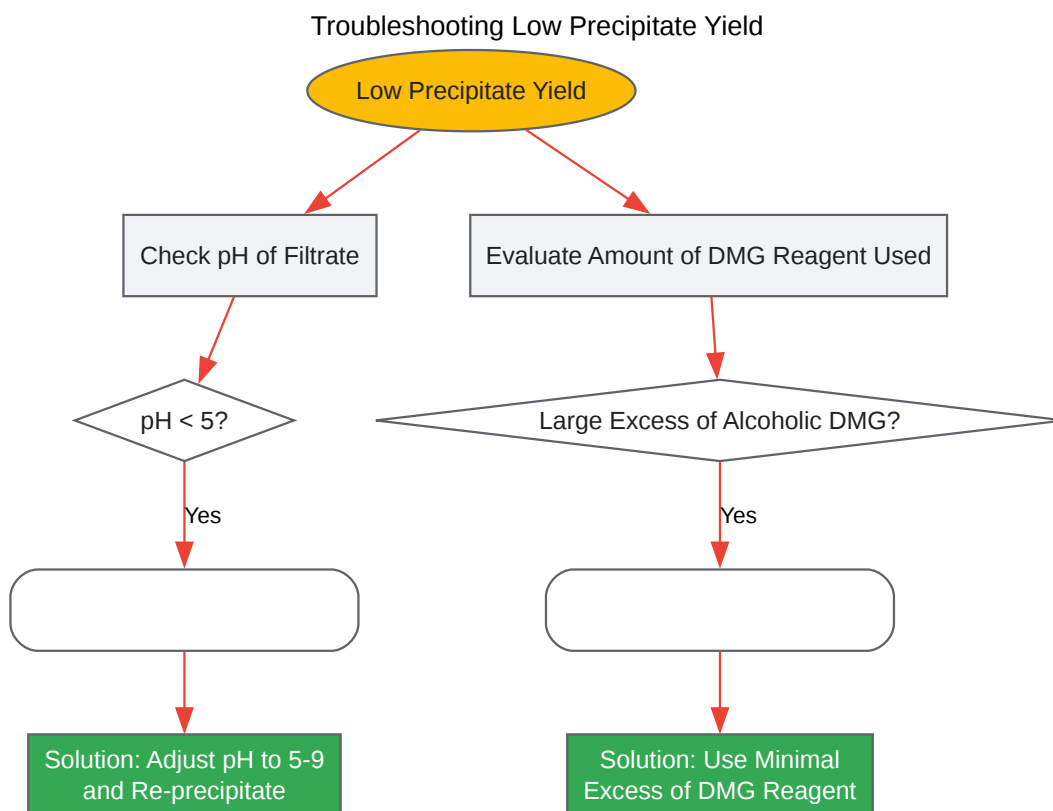 Troubleshooting Low Precipitate Yield
Low Precipitate Yield
Check pH of Filtrate
Evaluate Amount of DMG Reagent Used
pH < 5?
Large Excess of Alcoholic DMG?
Yes
Yes
Solution: Adjust pH to 5-9
and Re-precipitate
Solution: Use Minimal
Excess of DMG Reagent